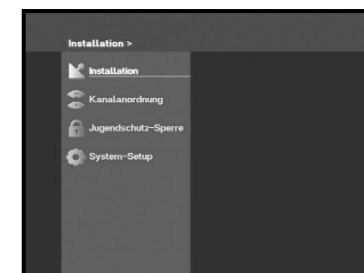 Installation >
Installation
Kanalanordnung
Jugendschutz-Sperre
System-Setup